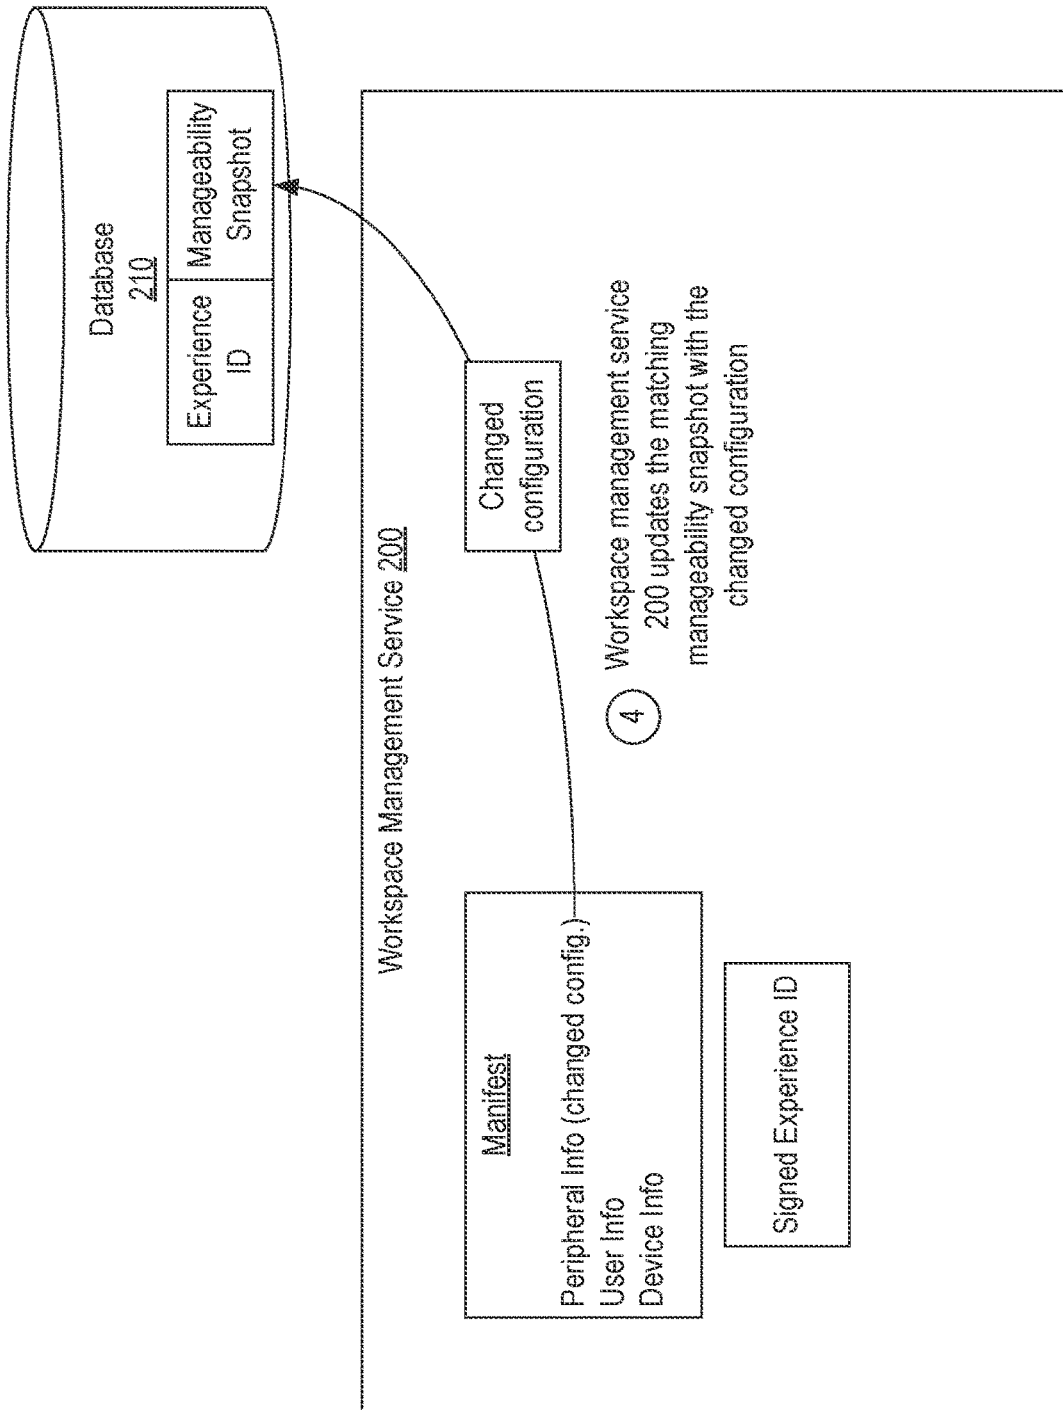 Database
210
Experience
ID
Manageability
Snapshot
Workspace Management Service 200
Manifest
Peripheral Info (changed config.)
User Info
Device Info
Signed Experience ID
Changed
configuration
4
Workspace management service
200 updates the matching
manageability snapshot with the
changed configuration